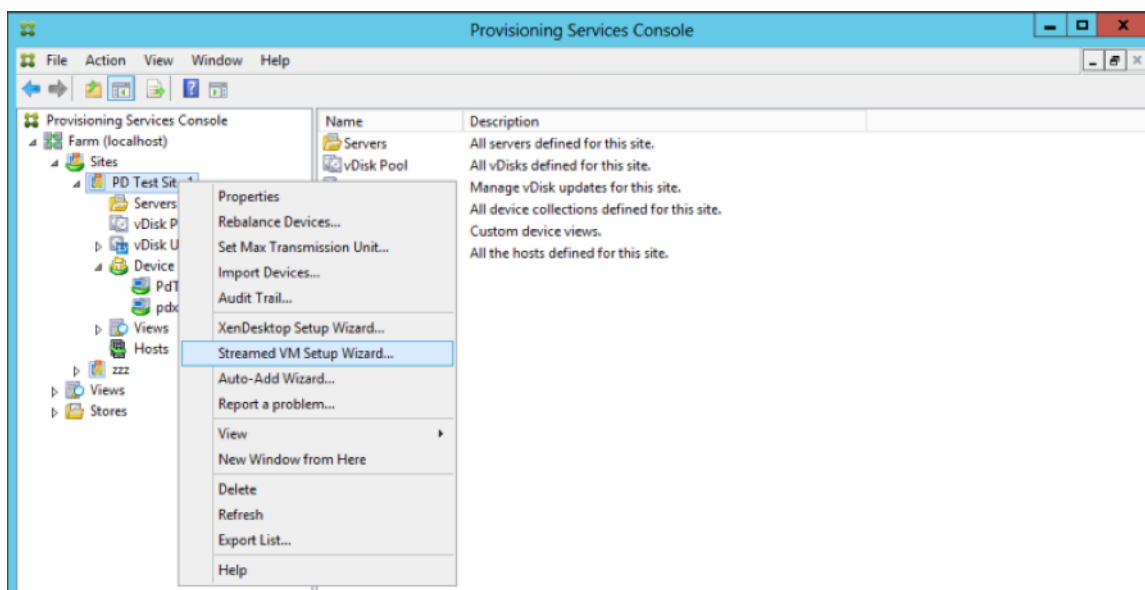 Provisioning Services Console
File Action View Window Help
Provisioning Services Console
Farm (localhost)
Sites
PD Test Sit
Servers
vDisk P
vDisk U
Device
PdT
pdx
Views
Hosts
zzz
Views
Stores
Name Description
Servers All servers defined for this site.
vDisk Pool All vDisks defined for this site.
Manage vDisk updates for this site.
All device collections defined for this site.
Custom device views.
All the hosts defined for this site.
Properties
Rebalance Devices...
Set Max Transmission Unit...
Import Devices...
Audit Trail...
XenDesktop Setup Wizard...
Streamed VM Setup Wizard...
Auto-Add Wizard...
Report a problem...
View
New Window from Here
Delete
Refresh
Export List...
Help